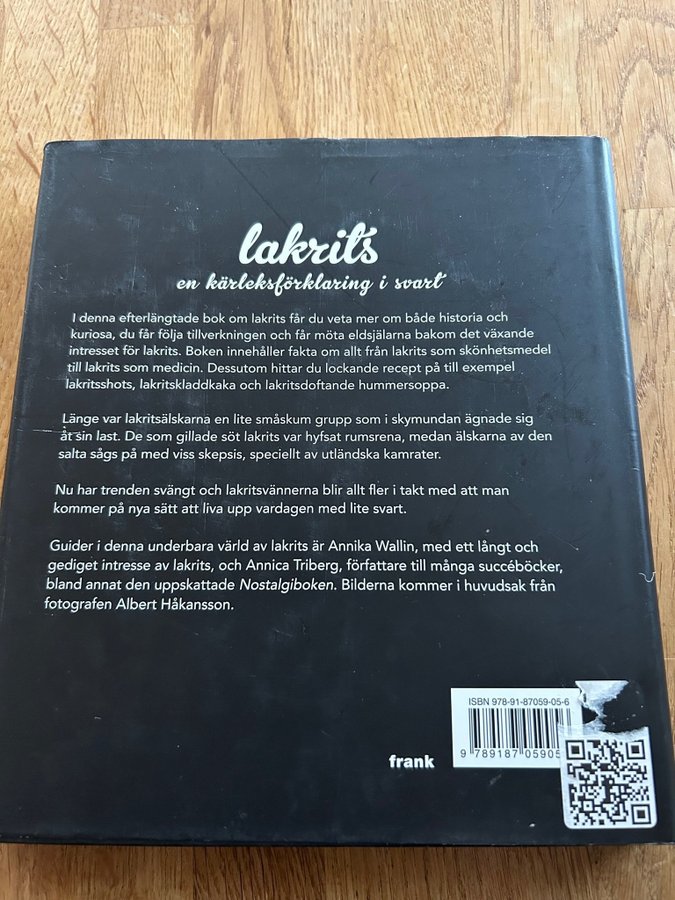 lakrits
en kärleksförklaring i svart
I denna efterlängtade bok om lakrits får du veta mer om både historia och
kuriosa, du får följa tillverkningen och får möta eldsjälarna bakom det växande
intresset för lakrits. Boken innehåller fakta om allt från lakrits som skönhetsmedel
till lakrits som medicin. Dessutom hittar du lockande recept på till exempel
lakritsshots, lakritskladdkaka och lakritsdoftande hummersoppa.
Länge var lakritsälskarna en lite småskum grupp som i skymundan ägnade sig
åt sin last. De som gillade söt lakrits var hyfsat rumsrena, medan älskarna av den
salta sågs på med viss skepsis, speciellt av utländska kamrater.
Nu har trenden svängt och lakritsvännerna blir allt fler i takt med att man
kommer på nya sätt att liva upp vardagen med lite svart.
Guider i denna underbara värld av lakrits är Annika Wallin, med ett långt och
gediget intresse av lakrits, och Annica Triberg, författare till många succéböcker,
bland annat den uppskattade Nostalgiboken. Bilderna kommer i huvudsak från
fotografen Albert Håkansson.
ISBN 978-91-87059-05-6
9 789187 05905
frank